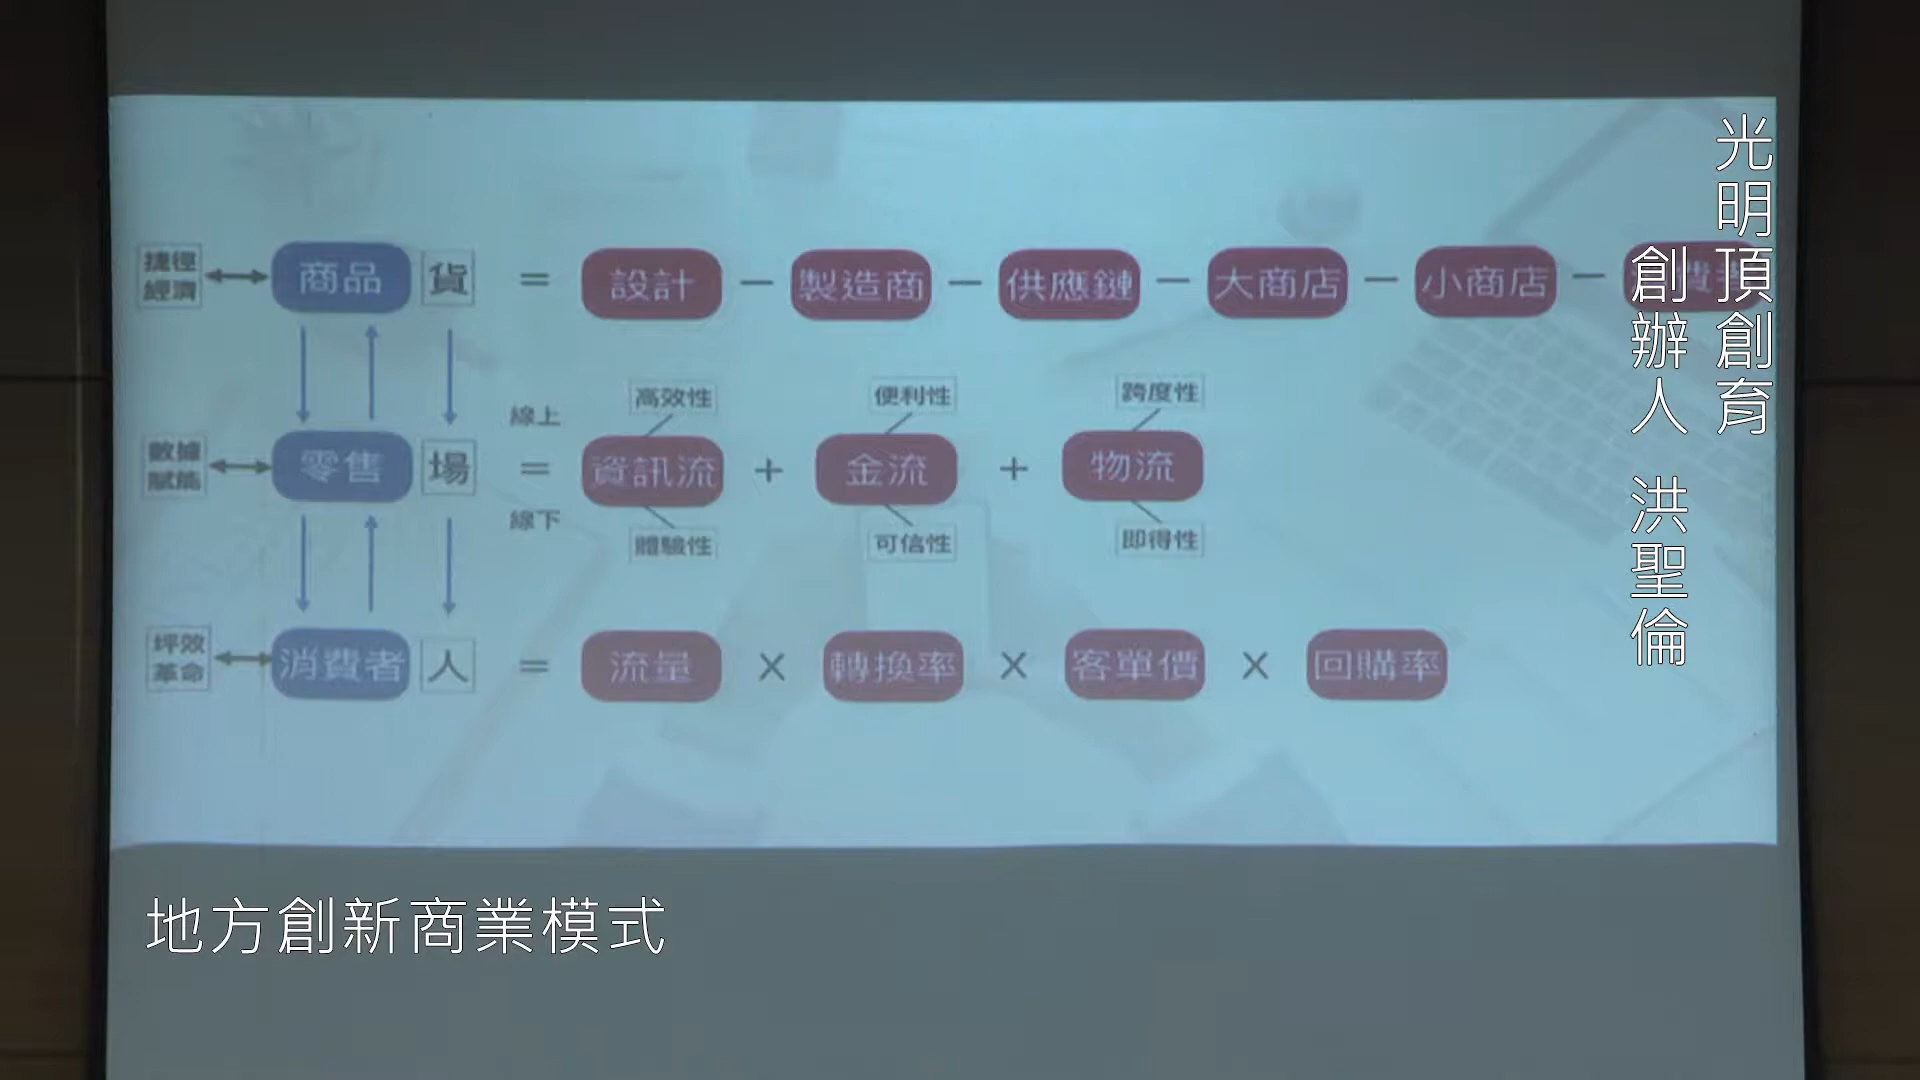 捷徑
經濟
商品 貨 = 設計 — 製造商 — 供應鏈 — 大商店 — 小商店 —
線上
高效性 便利性 跨度性
數據
賦能
零售 場 = 資訊流 + 金流 + 物流
線下
體驗性 可信性 即得性
坪效
革命
消費者 人 = 流量 X 轉換率 X 客單價 X 回購率
光明頂創育
創辦人 洪聖倫
地方創新商業模式